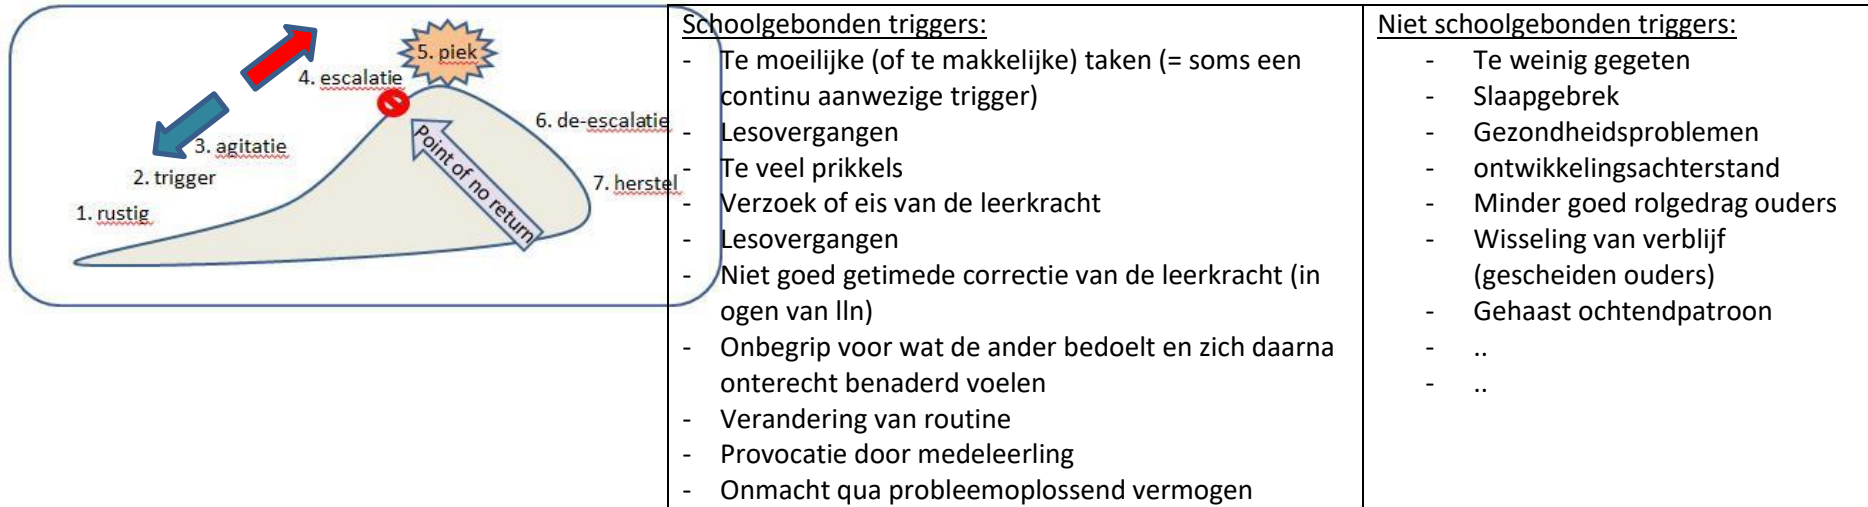 5. piek
4. escalatie
6. de-escalatie
3. agitatie
2. trigger
7. herstel
1. rustig
Point of no return
Schoolgebonden triggers:
- Te moeilijke (of te makkelijke) taken (= soms een
continu aanwezige trigger)
- Lesovergangen
- Te veel prikkels
- Verzoek of eis van de leerkracht
- Lesovergangen
- Niet goed getimede correctie van de leerkracht (in
ogen van lln)
- Onbegrip voor wat de ander bedoelt en zich daarna
onterecht benaderd voelen
- Verandering van routine
- Provocatie door medeleerling
- Onmacht qua probleemoplossend vermogen
Niet schoolgebonden triggers:
- Te weinig gegeten
- Slaapgebrek
- Gezondheidsproblemen
- ontwikkelingsachterstand
- Minder goed rolgedrag ouders
- Wisseling van verblijf
(gescheiden ouders)
- Gehaast ochtendpatroon
- ..
- ..